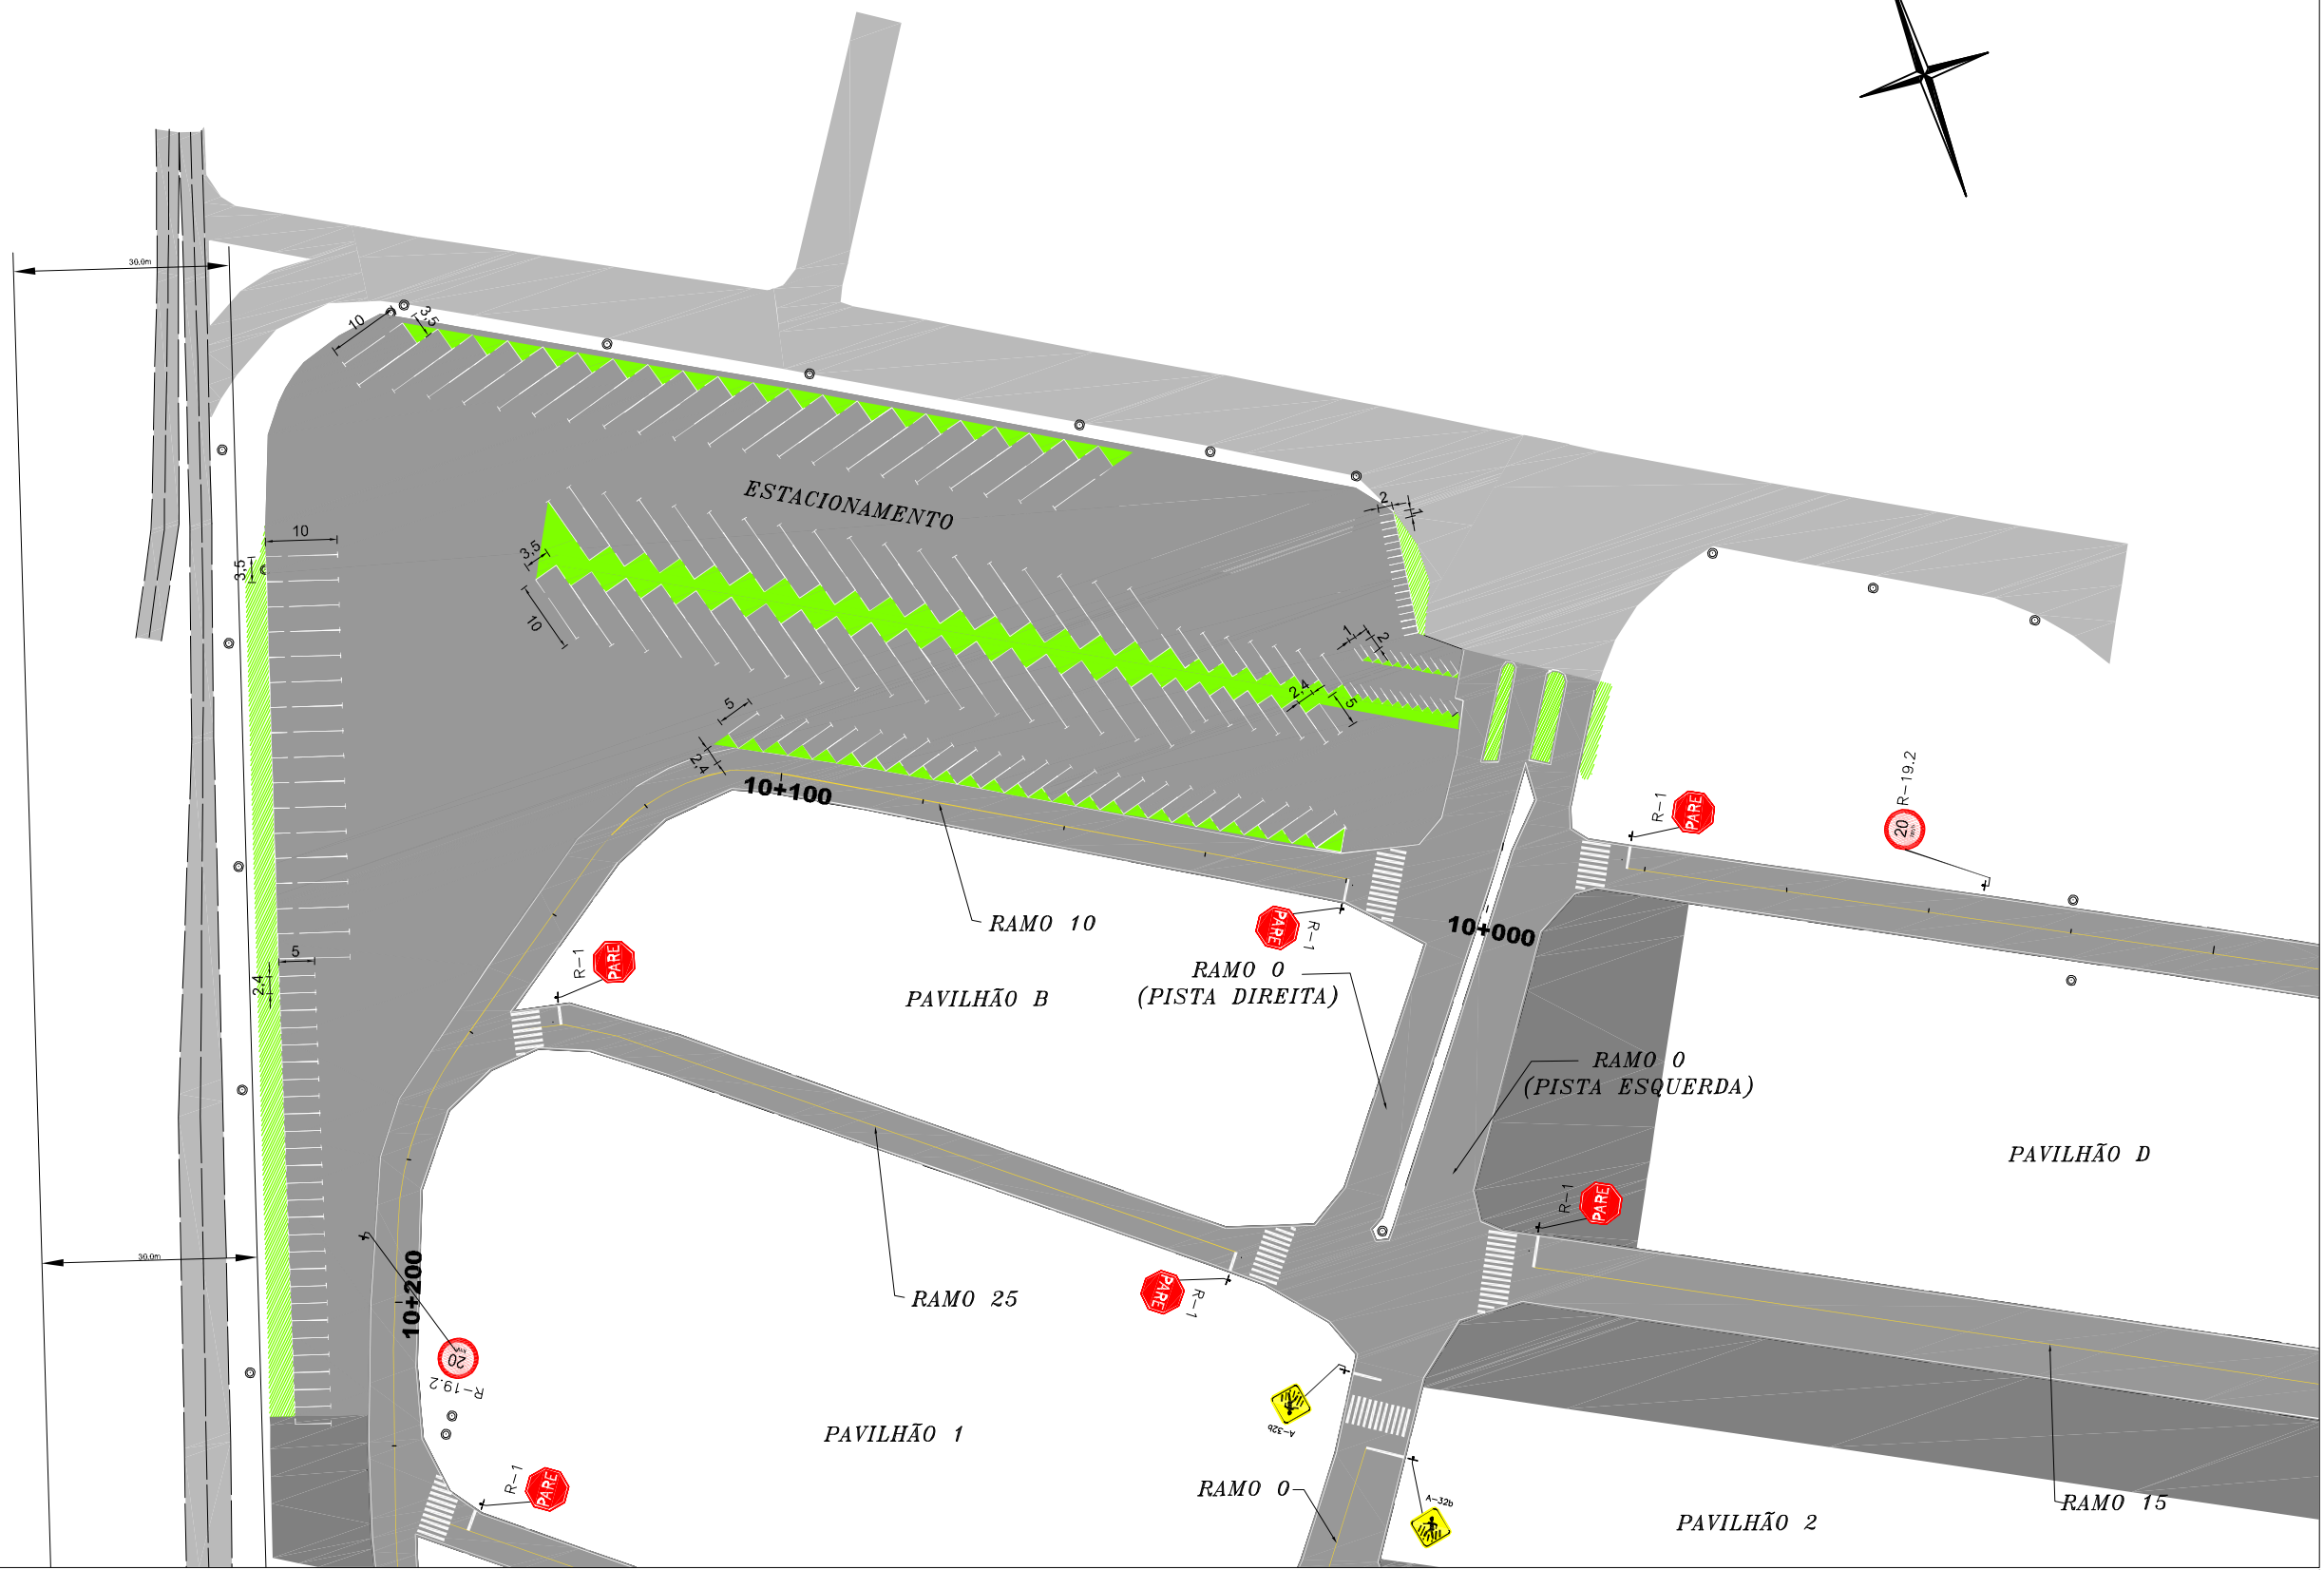 30.0m
10
3,5
ESTACIONAMENTO
2
1
10
3,5
3,5
10
1
2
2,4
5
5
2,4
10+100
R-19.2
R-1
PARE
20
km/h
RAMO 10
PARE
R-1
10+000
R-1
PARE
RAMO 0
(PISTA DIREITA)
PAVILHÃO B
5
2,4
RAMO 0
(PISTA ESQUERDA)
PAVILHÃO D
R-1
PARE
30.0m
10+200
RAMO 25
PARE
R-1
20
km/h
R-19.2
A-32b
PAVILHÃO 1
R-1
PARE
RAMO 0
A-32b
RAMO 15
PAVILHÃO 2